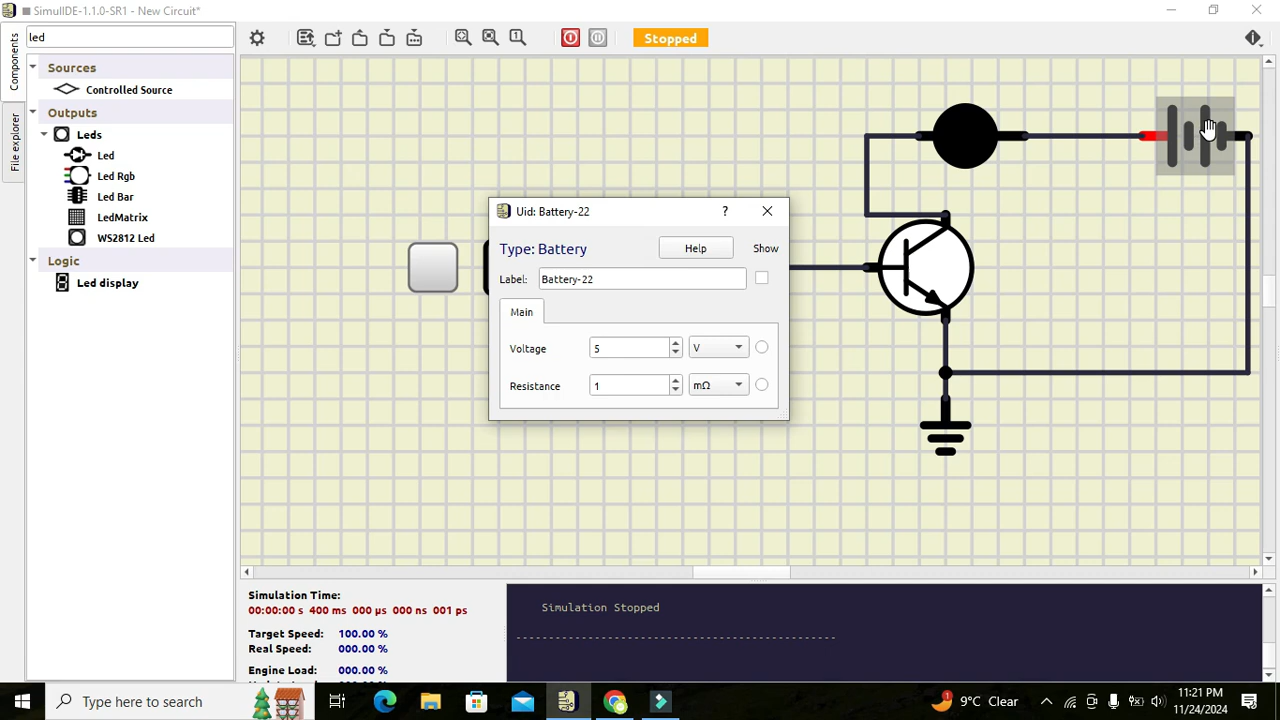 SimulIDE-1.1.0-SR1 - New Circuit*
Components
File explorer
led
Sources
Controlled Source
Outputs
Leds
Led
Led Rgb
Led Bar
LedMatrix
WS2812 Led
Logic
Led display
Stopped
Uid: Battery-22
?
Type: Battery
Help
Show
Label:
Battery-22
Main
Voltage
5
V
Resistance
1
mΩ
Simulation Time:
00:00:00 s 400 ms 000 µs 000 ns 001 ps
Target Speed: 100.00 %
Real Speed: 000.00 %
Engine Load: 000.00 %
Simulation Stopped
------------------------------------------------
Type here to search
9°C Clear
11:21 PM
11/24/2024